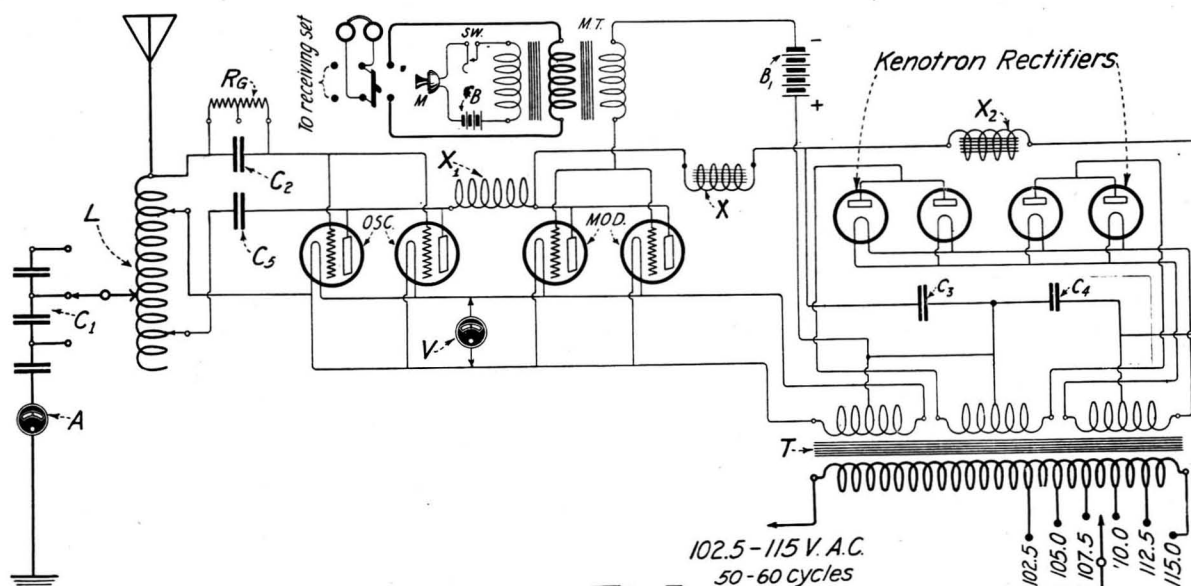 To receiving set
SW.
M.T.
M
B
B1
-
+
Kenotron Rectifiers
RG
C2
X1
X
X2
L
C5
OSC.
MOD.
C1
C3
C4
V
A
T
102.5-115 V. A.C.
50-60 cycles
102.5
105.0
107.5
110.0
112.5
115.0